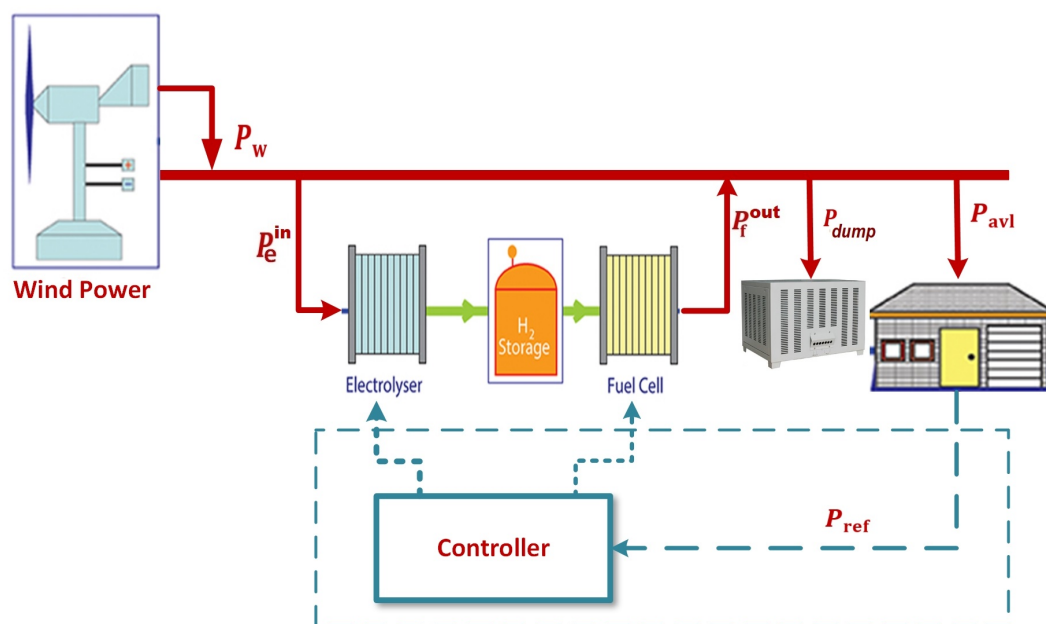 +
−
P_w
Wind Power
P_e^in
P_f^out
P_dump
P_avl
H₂
Storage
Electrolyser
Fuel Cell
P_ref
Controller